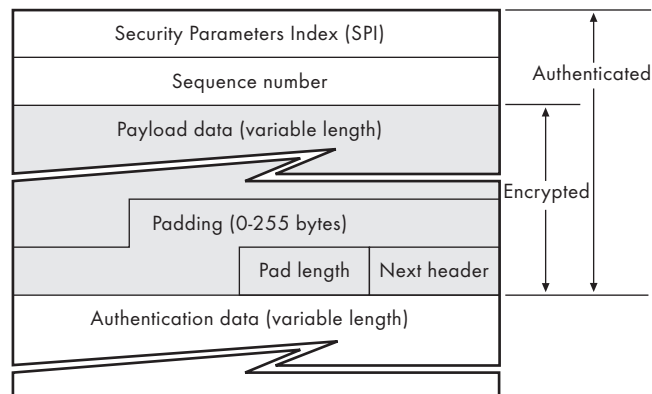 Security Parameters Index (SPI)
Authenticated
Sequence number
Payload data (variable length)
Encrypted
Padding (0-255 bytes)
Pad length
Next header
Authentication data (variable length)